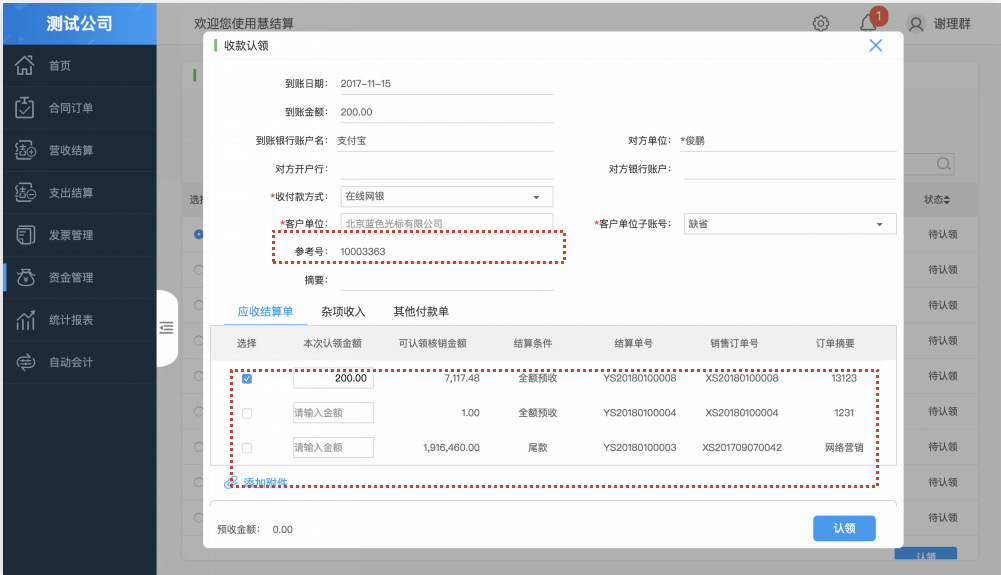 测试公司
欢迎您使用慧结算
1
谢理群
首页
合同订单
营收结算
支出结算
发票管理
资金管理
统计报表
自动会计
收款认领
到账日期： 2017-11-15
到账金额： 200.00
到账银行账户名： 支付宝
对方单位： *俊鹏
对方开户行：
对方银行账户：
*收付款方式： 在线网银
*客户单位： 北京蓝色光标有限公司
*客户单位子账号： 缺省
参考号： 10003363
摘要：
应收结算单 杂项收入 其他付款单
选择 本次认领金额 可认领核销金额 结算条件 结算单号 销售订单号 订单摘要
200.00 7,117.48 全额预收 YS20180100008 XS20180100008 13123
请输入金额 1.00 全额预收 YS20180100004 XS20180100004 1231
请输入金额 1,916,460.00 尾款 YS20180100003 XS201709070042 网络营销
添加附件
预收金额： 0.00
认领
状态
待认领
待认领
待认领
待认领
待认领
待认领
待认领
待认领
待认领
认领